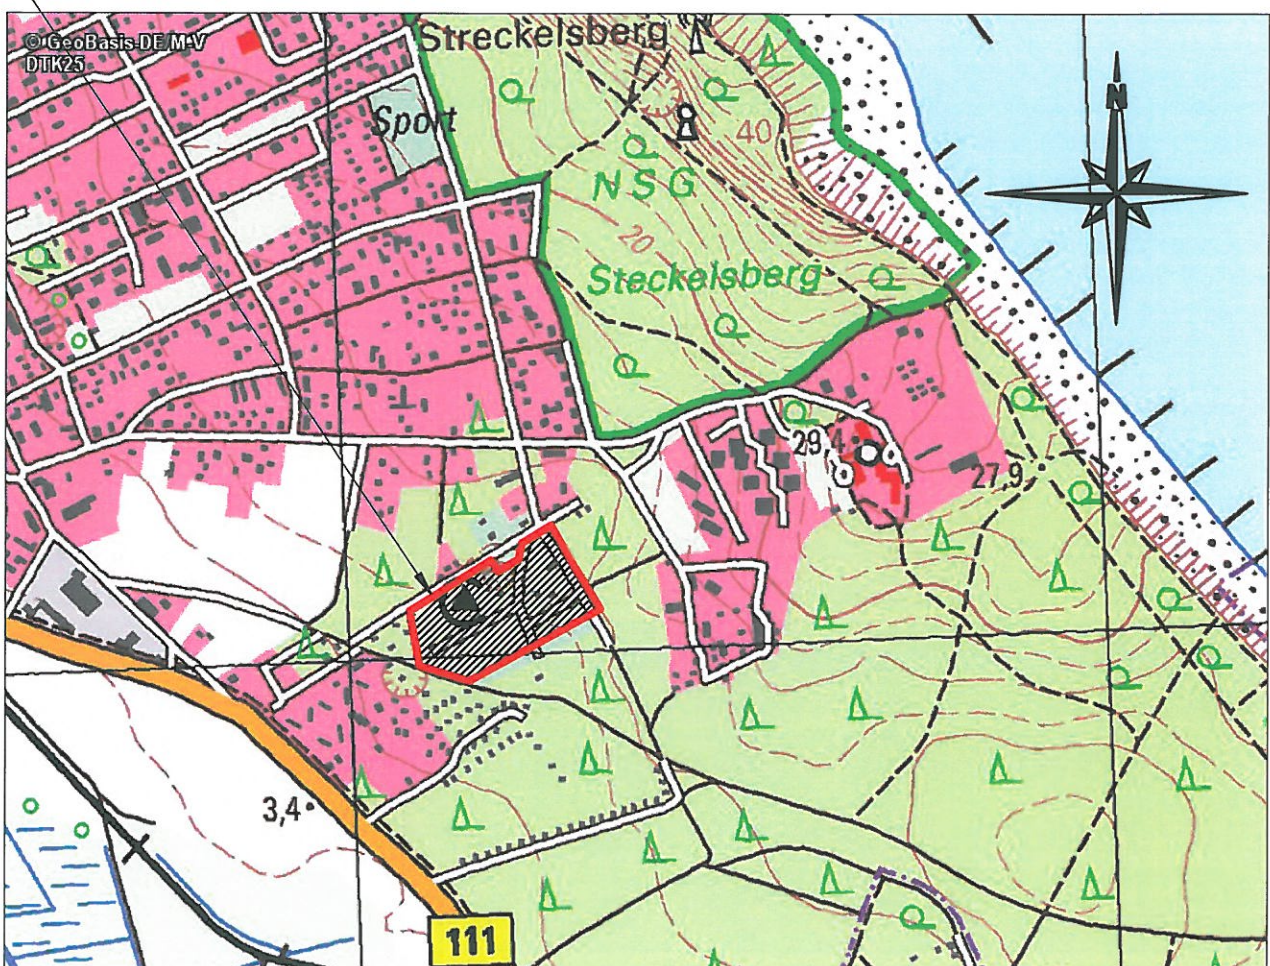 © GeoBasis-DE/M-V
DTK25
Streckelsberg
Sport
N
40
NSG
20
Steckelsberg
29,4
27,9
3,4
111